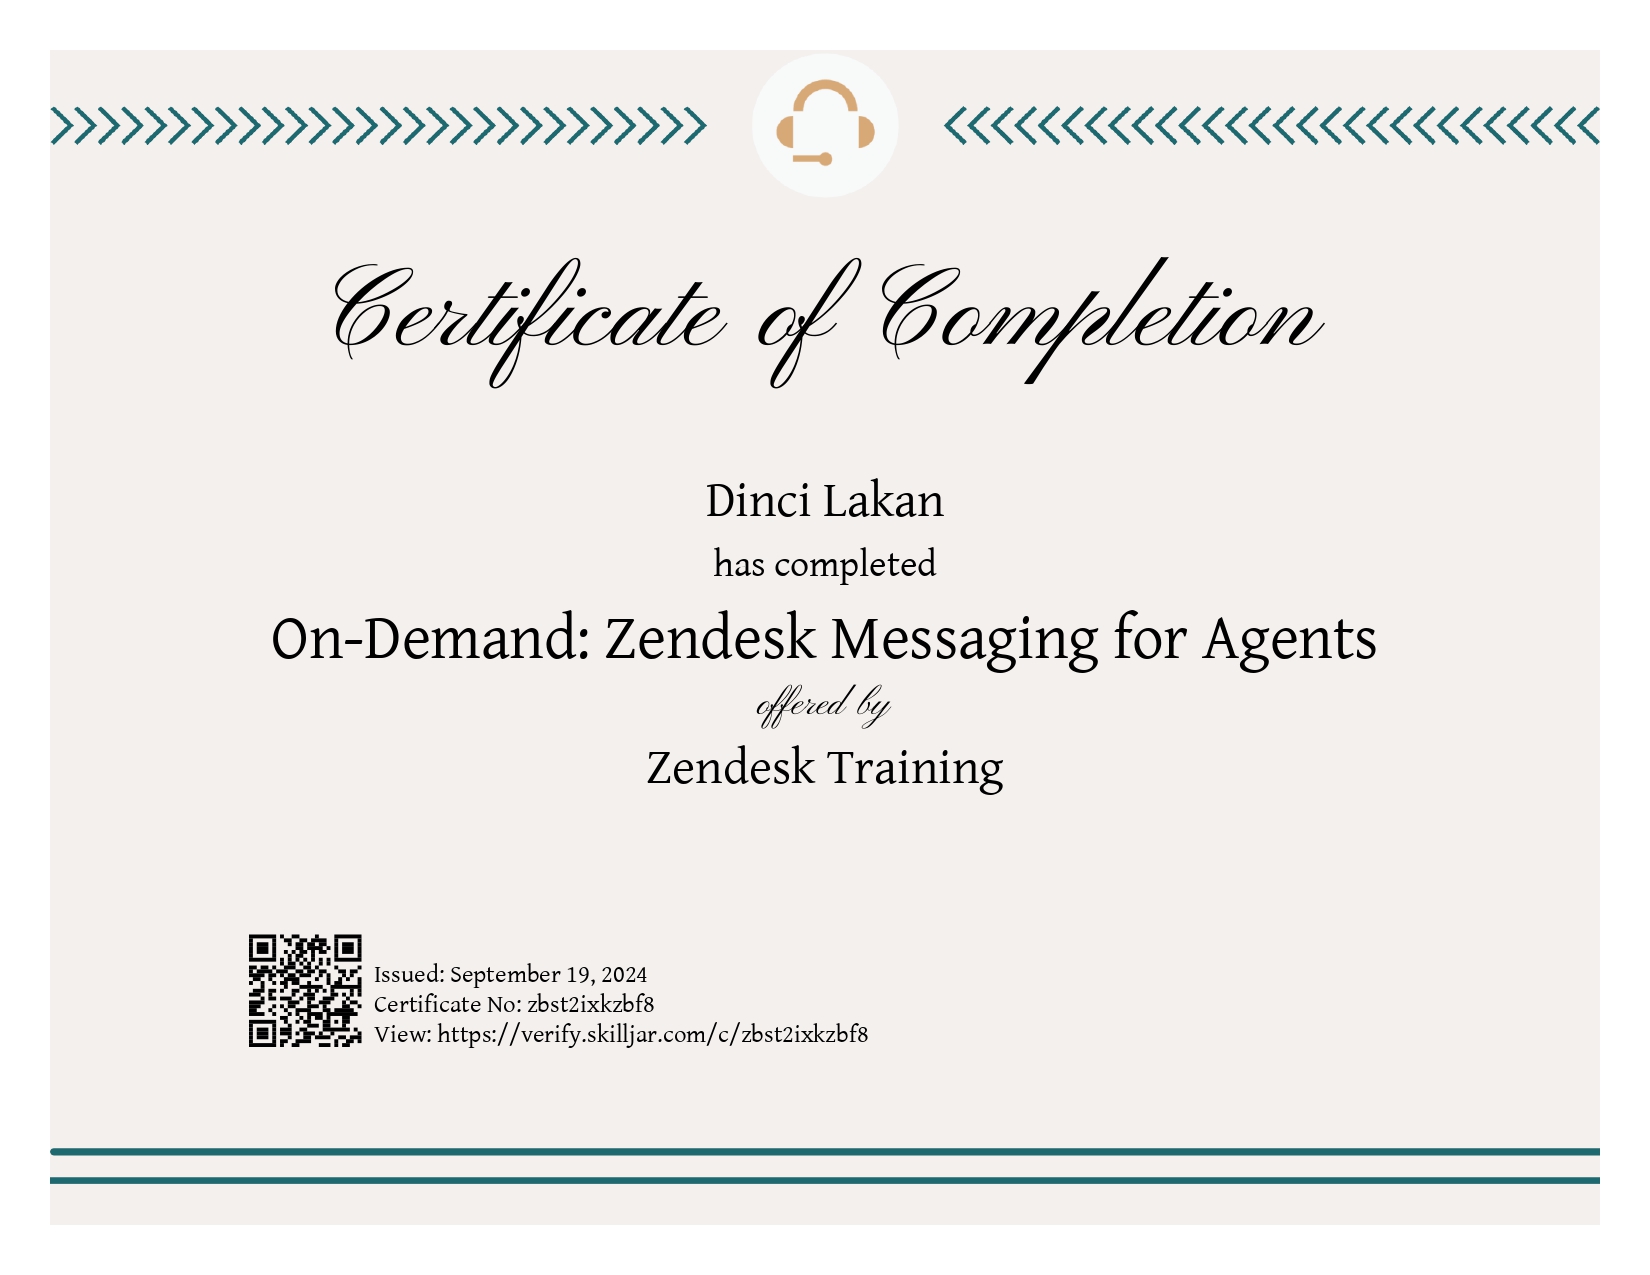 Certificate of Completion
Dinci Lakan
has completed
On-Demand: Zendesk Messaging for Agents
offered by
Zendesk Training
Issued: September 19, 2024
Certificate No: zbst2ixkzbf8
View: https://verify.skilljar.com/c/zbst2ixkzbf8